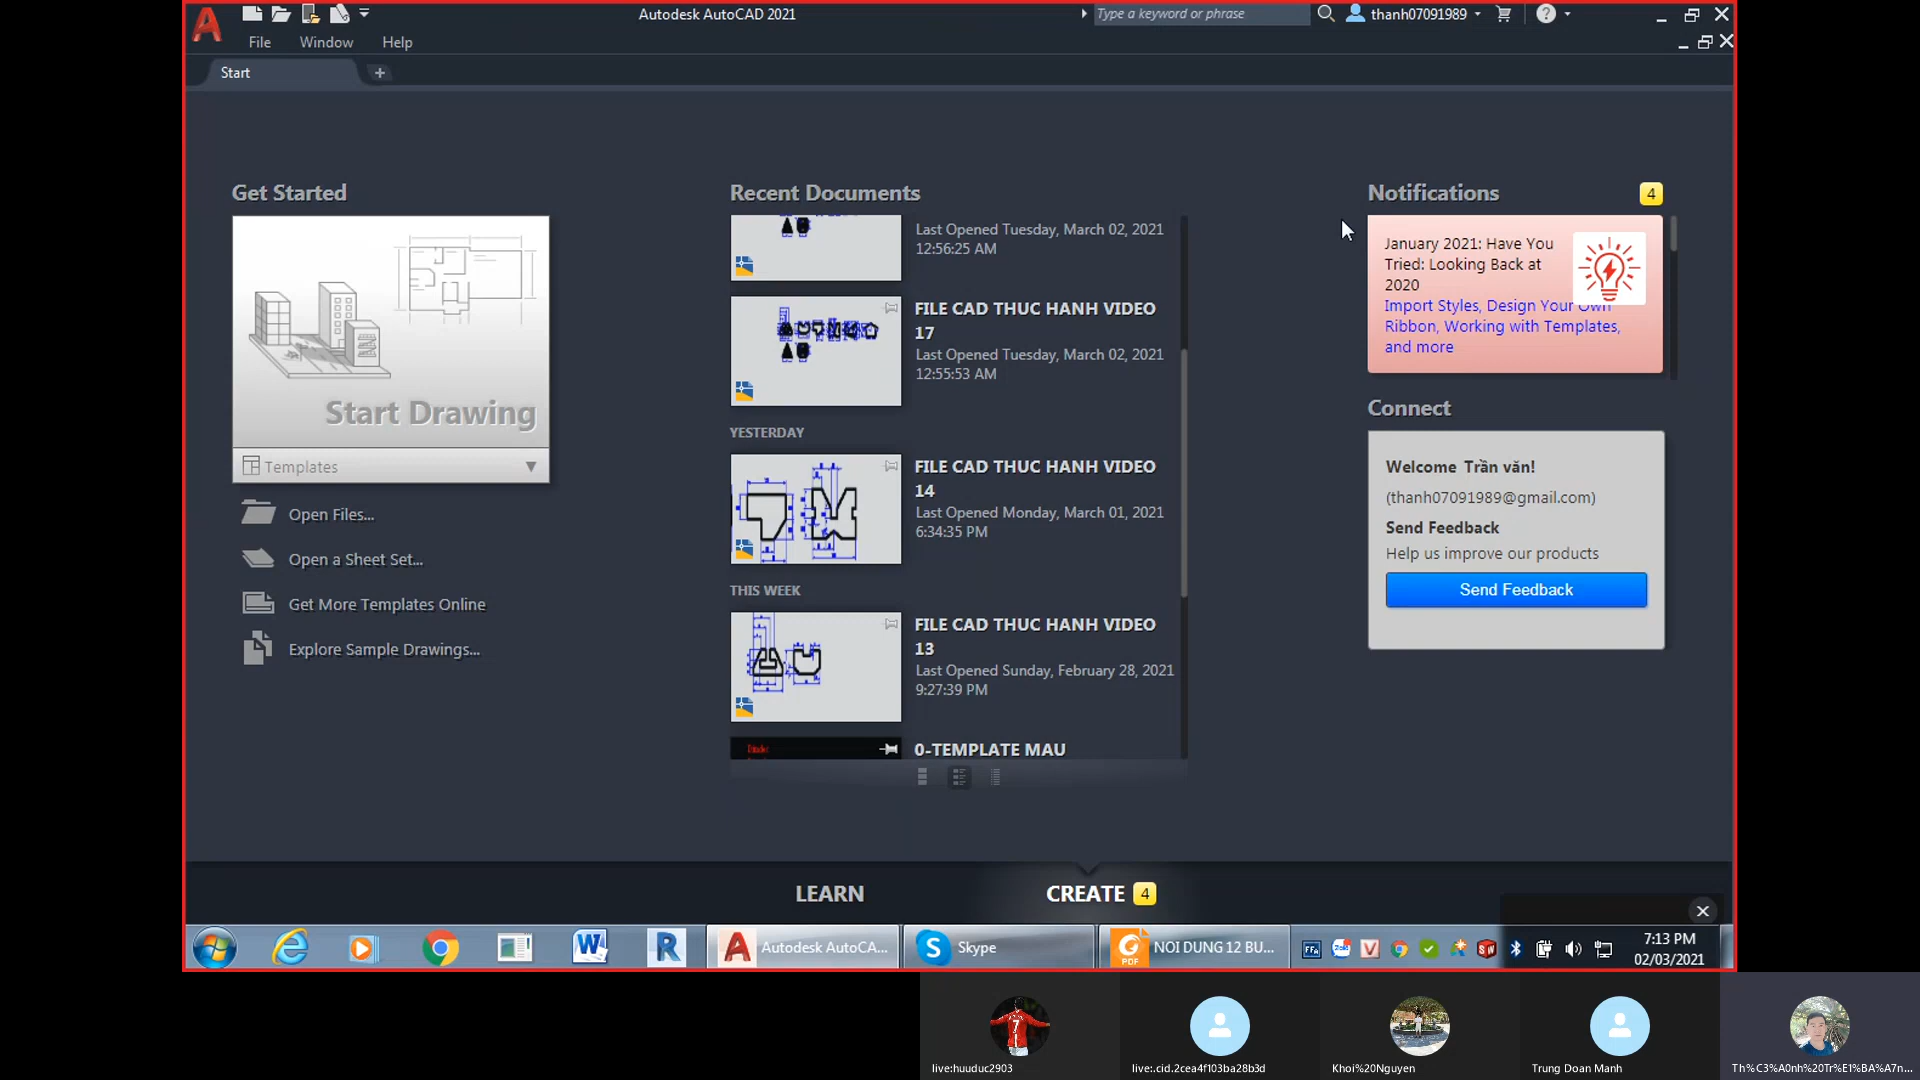 Autodesk AutoCAD 2021
Type a keyword or phrase
thanh07091989
File
Window
Help
Start
Get Started
Start Drawing
Templates
Open Files...
Open a Sheet Set...
Get More Templates Online
Explore Sample Drawings...
Recent Documents
Last Opened Tuesday, March 02, 2021
12:56:25 AM
FILE CAD THUC HANH VIDEO
17
Last Opened Tuesday, March 02, 2021
12:55:53 AM
YESTERDAY
FILE CAD THUC HANH VIDEO
14
Last Opened Monday, March 01, 2021
6:34:35 PM
THIS WEEK
FILE CAD THUC HANH VIDEO
13
Last Opened Sunday, February 28, 2021
9:27:39 PM
0-TEMPLATE MAU
Notifications
4
January 2021: Have You
Tried: Looking Back at
2020
Import Styles, Design Your Own
Ribbon, Working with Templates,
and more
Connect
Welcome Trần văn!
(thanh07091989@gmail.com)
Send Feedback
Help us improve our products
Send Feedback
LEARN
CREATE 4
Autodesk AutoCA...
Skype
PDF
NOI DUNG 12 BU...
7:13 PM
02/03/2021
7
live:huuduc2903
live:.cid.2cea4f103ba28b3d
Khoi%20Nguyen
Trung Doan Manh
Th%C3%A0nh%20Tr%E1%BA%A7n...